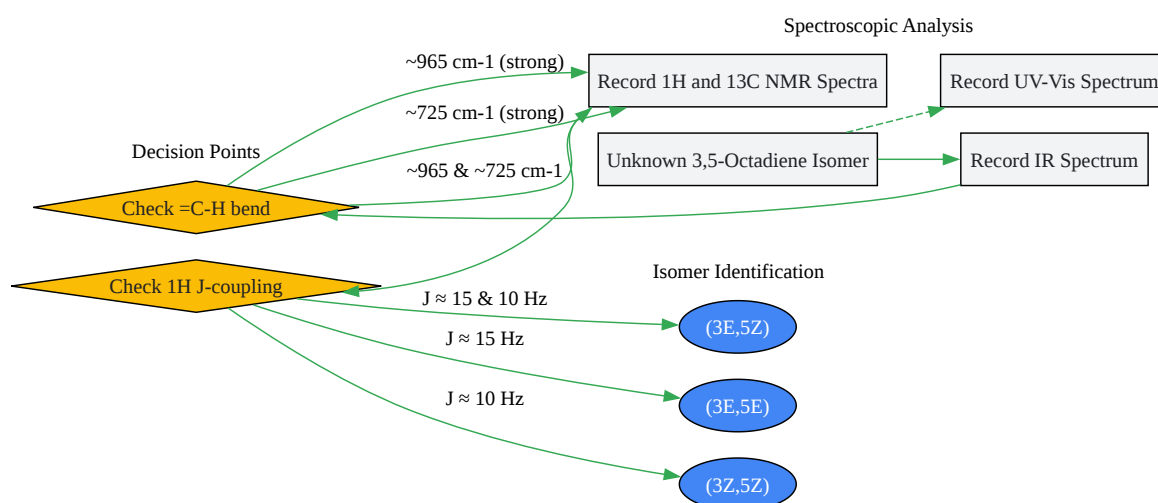 Spectroscopic Analysis
~965 cm-1 (strong)
Record 1H and 13C NMR Spectra
Record UV-Vis Spectrum
~725 cm-1 (strong)
Decision Points
Unknown 3,5-Octadiene Isomer
Record IR Spectrum
~965 & ~725 cm-1
Check =C-H bend
Isomer Identification
Check 1H J-coupling
J ≈ 15 & 10 Hz
(3E,5Z)
J ≈ 15 Hz
(3E,5E)
J ≈ 10 Hz
(3Z,5Z)